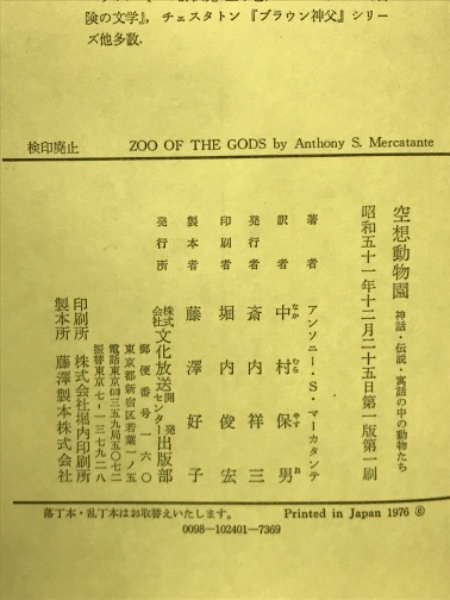 険の文学』，チェスタトン『ブラウン神父』シリー
ズ他多数．
検印廃止 ZOO OF THE GODS by Anthony S. Mercatante
空想動物園 神話・伝説・寓話の中の動物たち
昭和五十一年十二月二十五日第一版第一刷
著者 アンソニー・S・マーカタンテ
訳者 中村保男 なか むら やす お
発行者 斎内祥三
印刷者 堀内俊宏
製本者 藤澤好子
発行所 株式会社文化放送開発センター出版部
郵便番号一六〇
東京都新宿区若葉一ノ五
電話東京(03)三五九局五〇七二
振替東京七-一三七九二八
印刷所 株式会社堀内印刷所
製本所 藤澤製本株式会社
落丁本・乱丁本はお取替えいたします。 Printed in Japan 1976 ©
0098-102401-7369